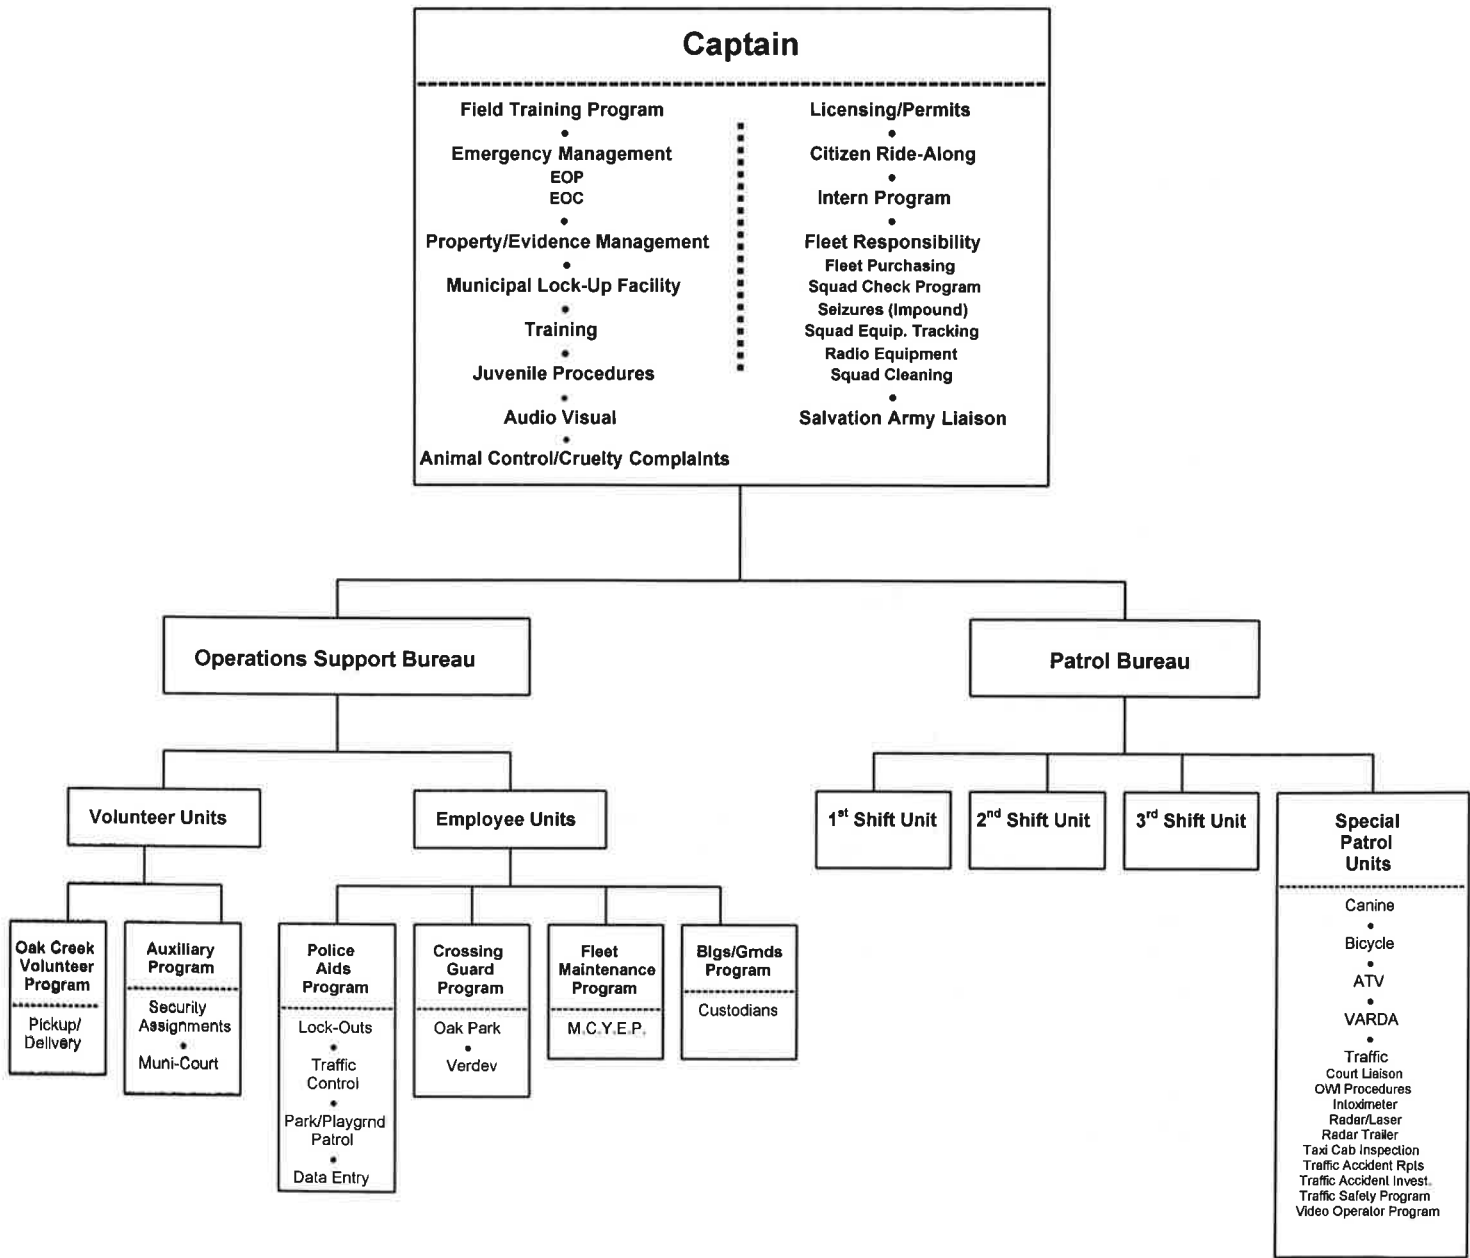 Captain
Field Training Program
•
Emergency Management
EOP
EOC
•
Property/Evidence Management
•
Municipal Lock-Up Facility
•
Training
•
Juvenile Procedures
•
Audio Visual
•
Animal Control/Cruelty Complaints
Licensing/Permits
•
Citizen Ride-Along
•
Intern Program
•
Fleet Responsibility
Fleet Purchasing
Squad Check Program
Seizures (Impound)
Squad Equip. Tracking
Radio Equipment
Squad Cleaning
•
Salvation Army Liaison
Operations Support Bureau
Patrol Bureau
Volunteer Units
Employee Units
1st Shift Unit
2nd Shift Unit
3rd Shift Unit
Special
Patrol
Units
Canine
•
Bicycle
•
ATV
•
VARDA
•
Traffic
Court Liaison
OWI Procedures
Intoximeter
Radar/Laser
Radar Trailer
Taxi Cab Inspection
Traffic Accident Rpts
Traffic Accident Invest.
Traffic Safety Program
Video Operator Program
Oak Creek
Volunteer
Program
Pickup/
Delivery
Auxiliary
Program
Security
Assignments
•
Muni-Court
Police
Aids
Program
Lock-Outs
•
Traffic
Control
•
Park/Playgrnd
Patrol
•
Data Entry
Crossing
Guard
Program
Oak Park
•
Verdev
Fleet
Maintenance
Program
M.C.Y.E.P.
Blgs/Grnds
Program
Custodians